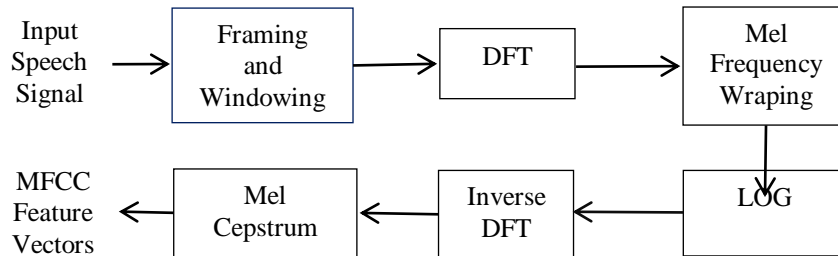 Input
Speech
Signal
Framing
and
Windowing
DFT
Mel
Frequency
Wraping
LOG
Inverse
DFT
Mel
Cepstrum
MFCC
Feature
Vectors